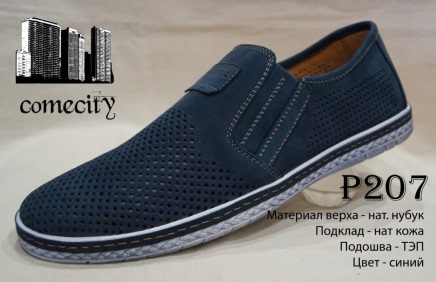 comecity
P207
Материал верха - нат. нубук
Подклад - нат кожа
Подошва - ТЭП
Цвет - синий